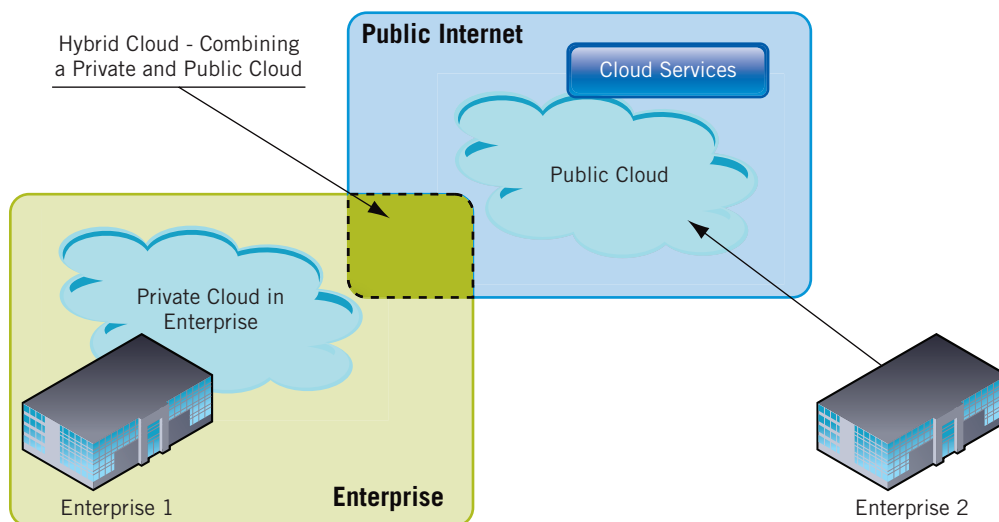 Hybrid Cloud - Combining
a Private and Public Cloud
Public Internet
Cloud Services
Public Cloud
Private Cloud in
Enterprise
Enterprise 1
Enterprise
Enterprise 2